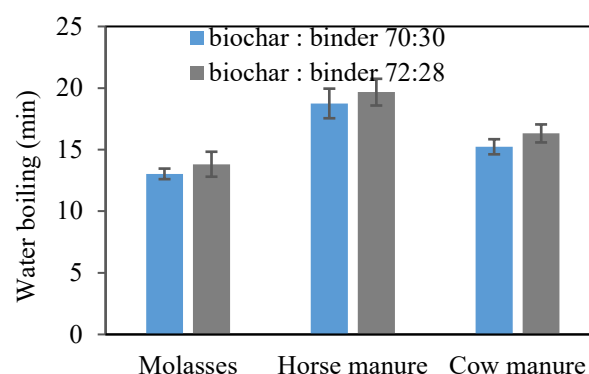 biochar : binder 70:30
biochar : binder 72:28
Water boiling (min)
25
20
15
10
5
0
Molasses Horse manure Cow manure